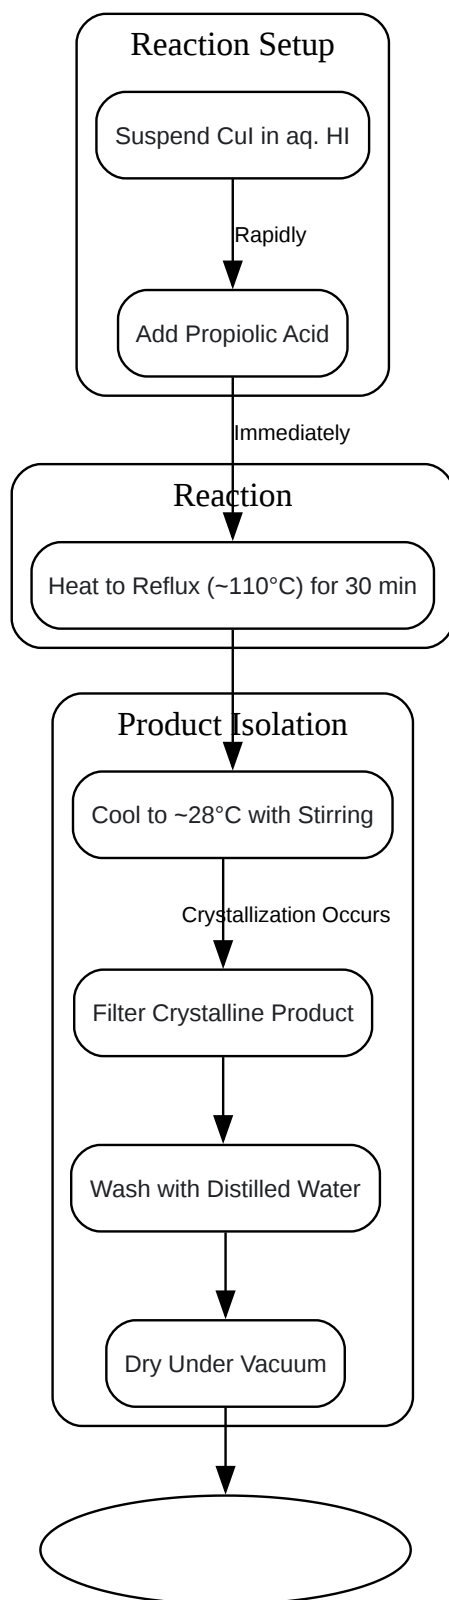 Reaction Setup
Suspend CuI in aq. HI
Rapidly
Add Propiolic Acid
Immediately
Reaction
Heat to Reflux (~110°C) for 30 min
Product Isolation
Cool to ~28°C with Stirring
Crystallization Occurs
Filter Crystalline Product
Wash with Distilled Water
Dry Under Vacuum